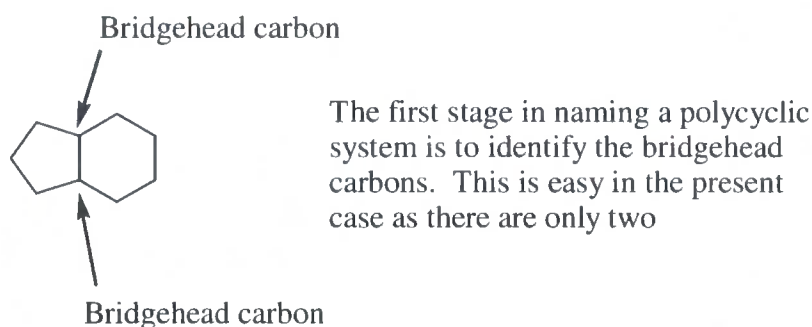 Bridgehead carbon
The first stage in naming a polycyclic
system is to identify the bridgehead
carbons.  This is easy in the present
case as there are only two
Bridgehead carbon